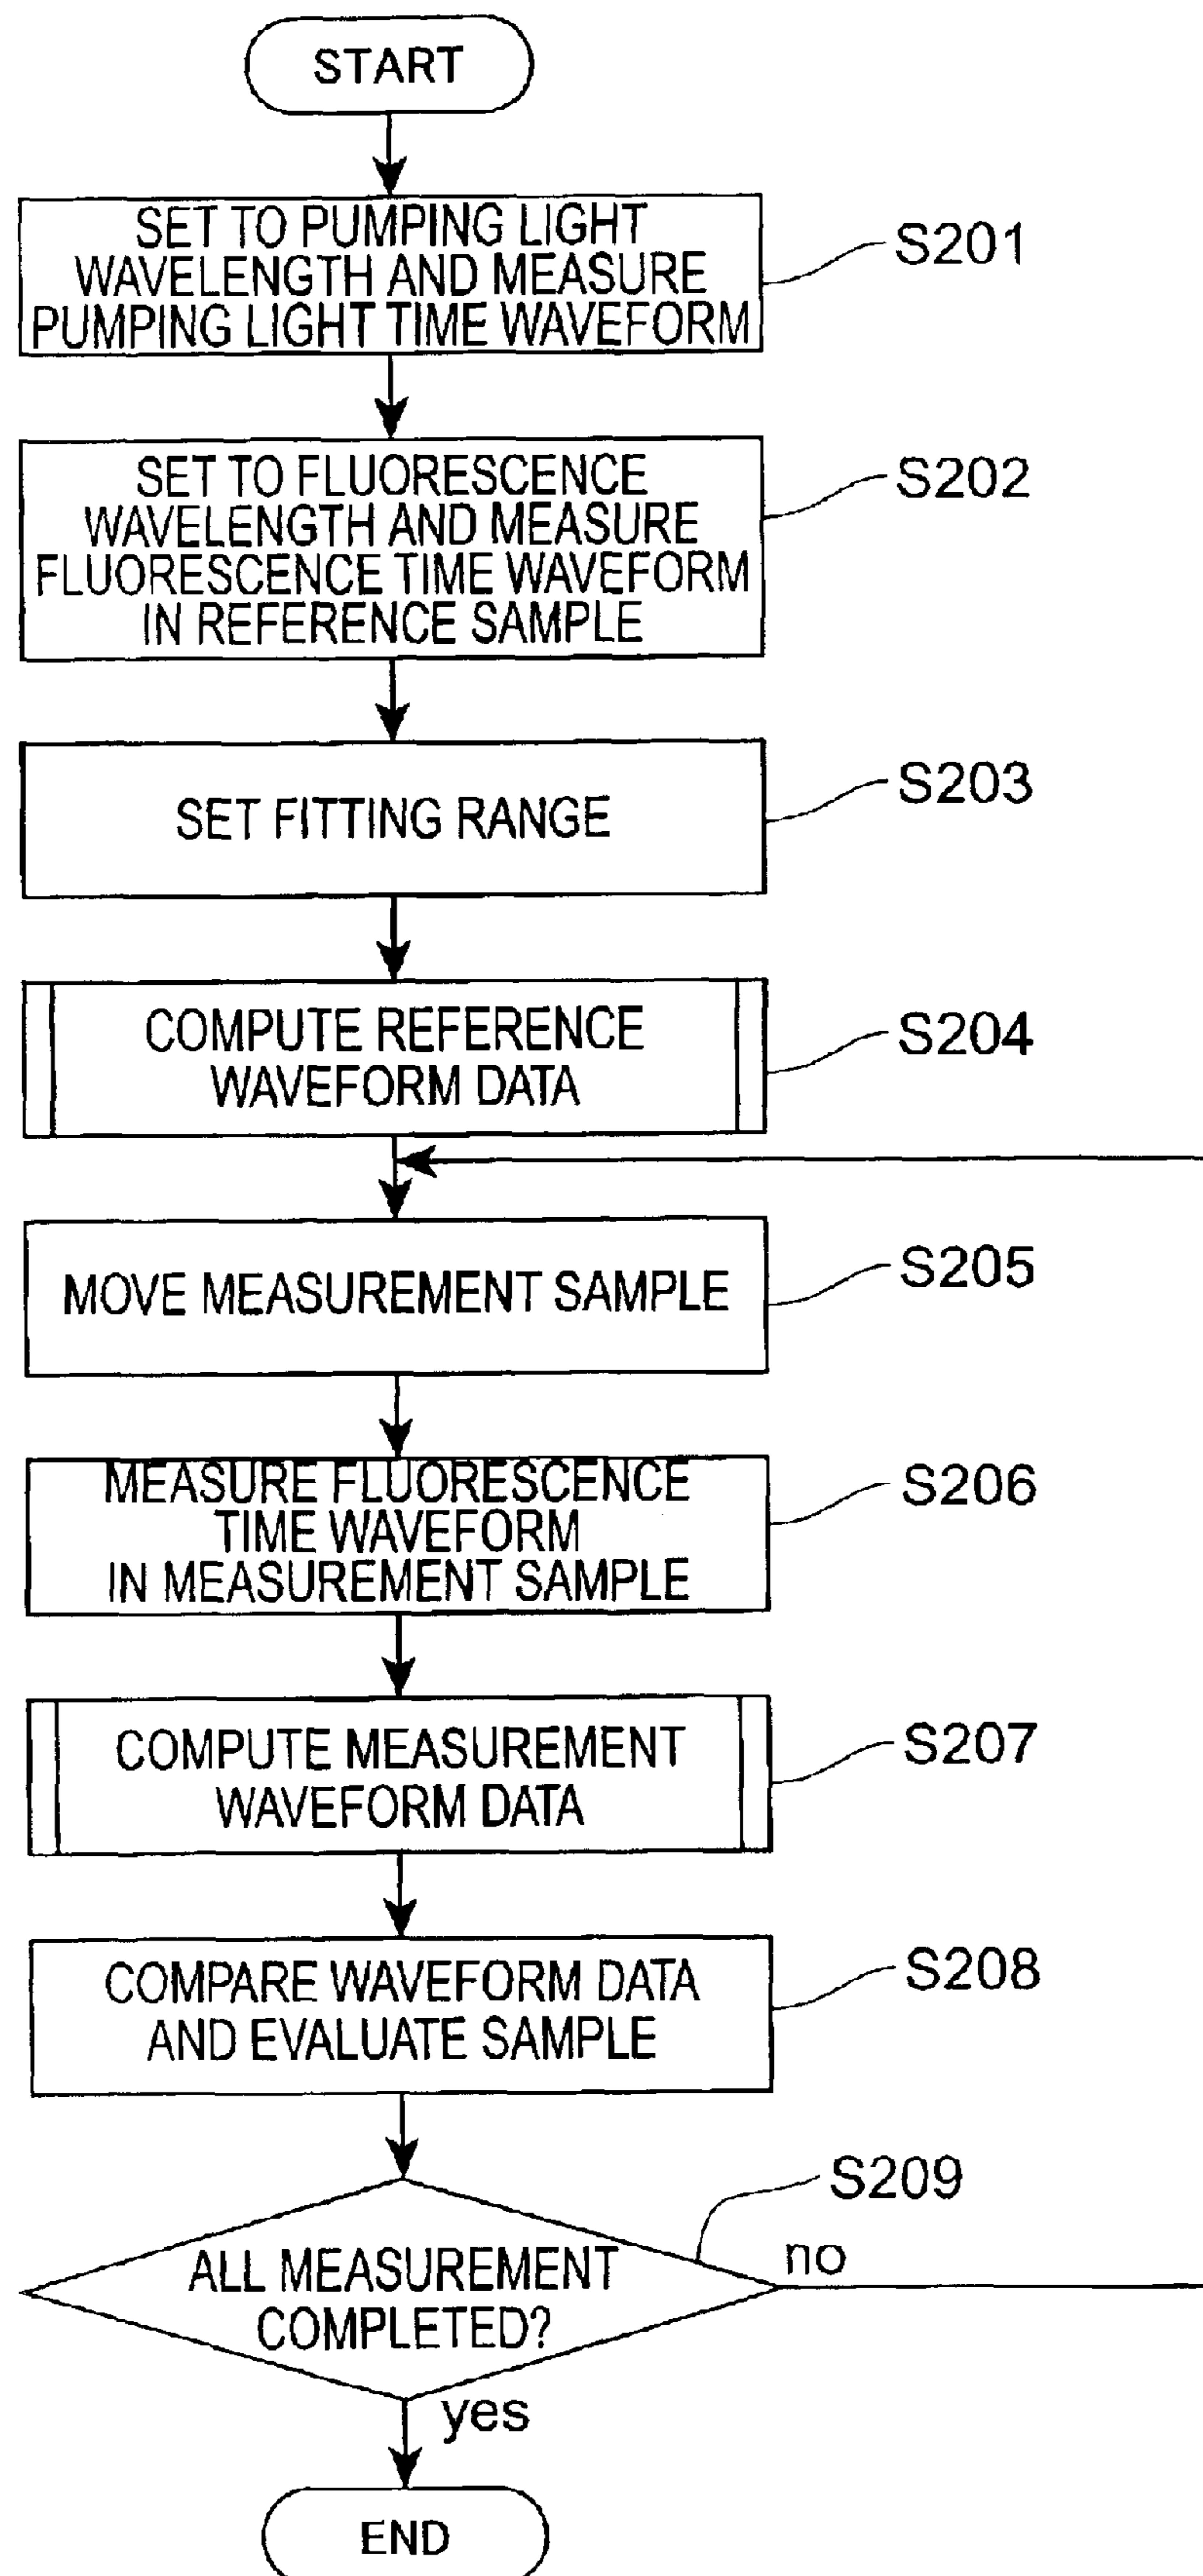 START
SET TO PUMPING LIGHT
WAVELENGTH AND MEASURE
PUMPING LIGHT TIME WAVEFORM
S201
SET TO FLUORESCENCE
WAVELENGTH AND MEASURE
FLUORESCENCE TIME WAVEFORM
IN REFERENCE SAMPLE
S202
SET FITTING RANGE
S203
COMPUTE REFERENCE
WAVEFORM DATA
S204
MOVE MEASUREMENT SAMPLE
S205
MEASURE FLUORESCENCE
TIME WAVEFORM
IN MEASUREMENT SAMPLE
S206
COMPUTE MEASUREMENT
WAVEFORM DATA
S207
COMPARE WAVEFORM DATA
AND EVALUATE SAMPLE
S208
S209
ALL MEASUREMENT
COMPLETED?
no
yes
END